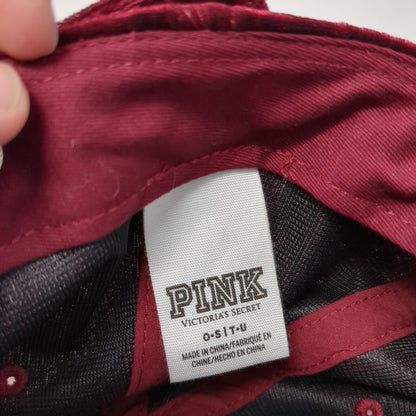 PINK
VICTORIA'S SECRET
O-S I T-U
MADE IN CHINA/FABRIQUÉ EN
CHINE/HECHO EN CHINA